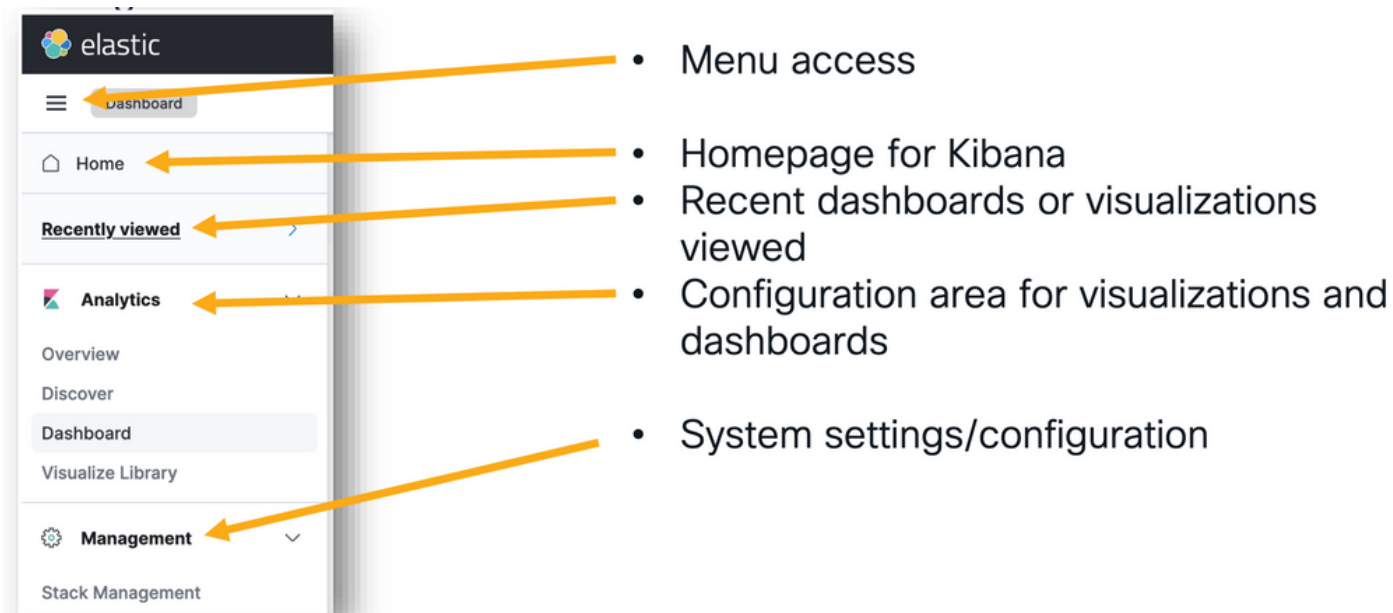 elastic
Dashboard
Home
Recently viewed
Analytics
Overview
Discover
Dashboard
Visualize Library
Management
Stack Management
• Menu access
• Homepage for Kibana
• Recent dashboards or visualizations
viewed
• Configuration area for visualizations and
dashboards
• System settings/configuration